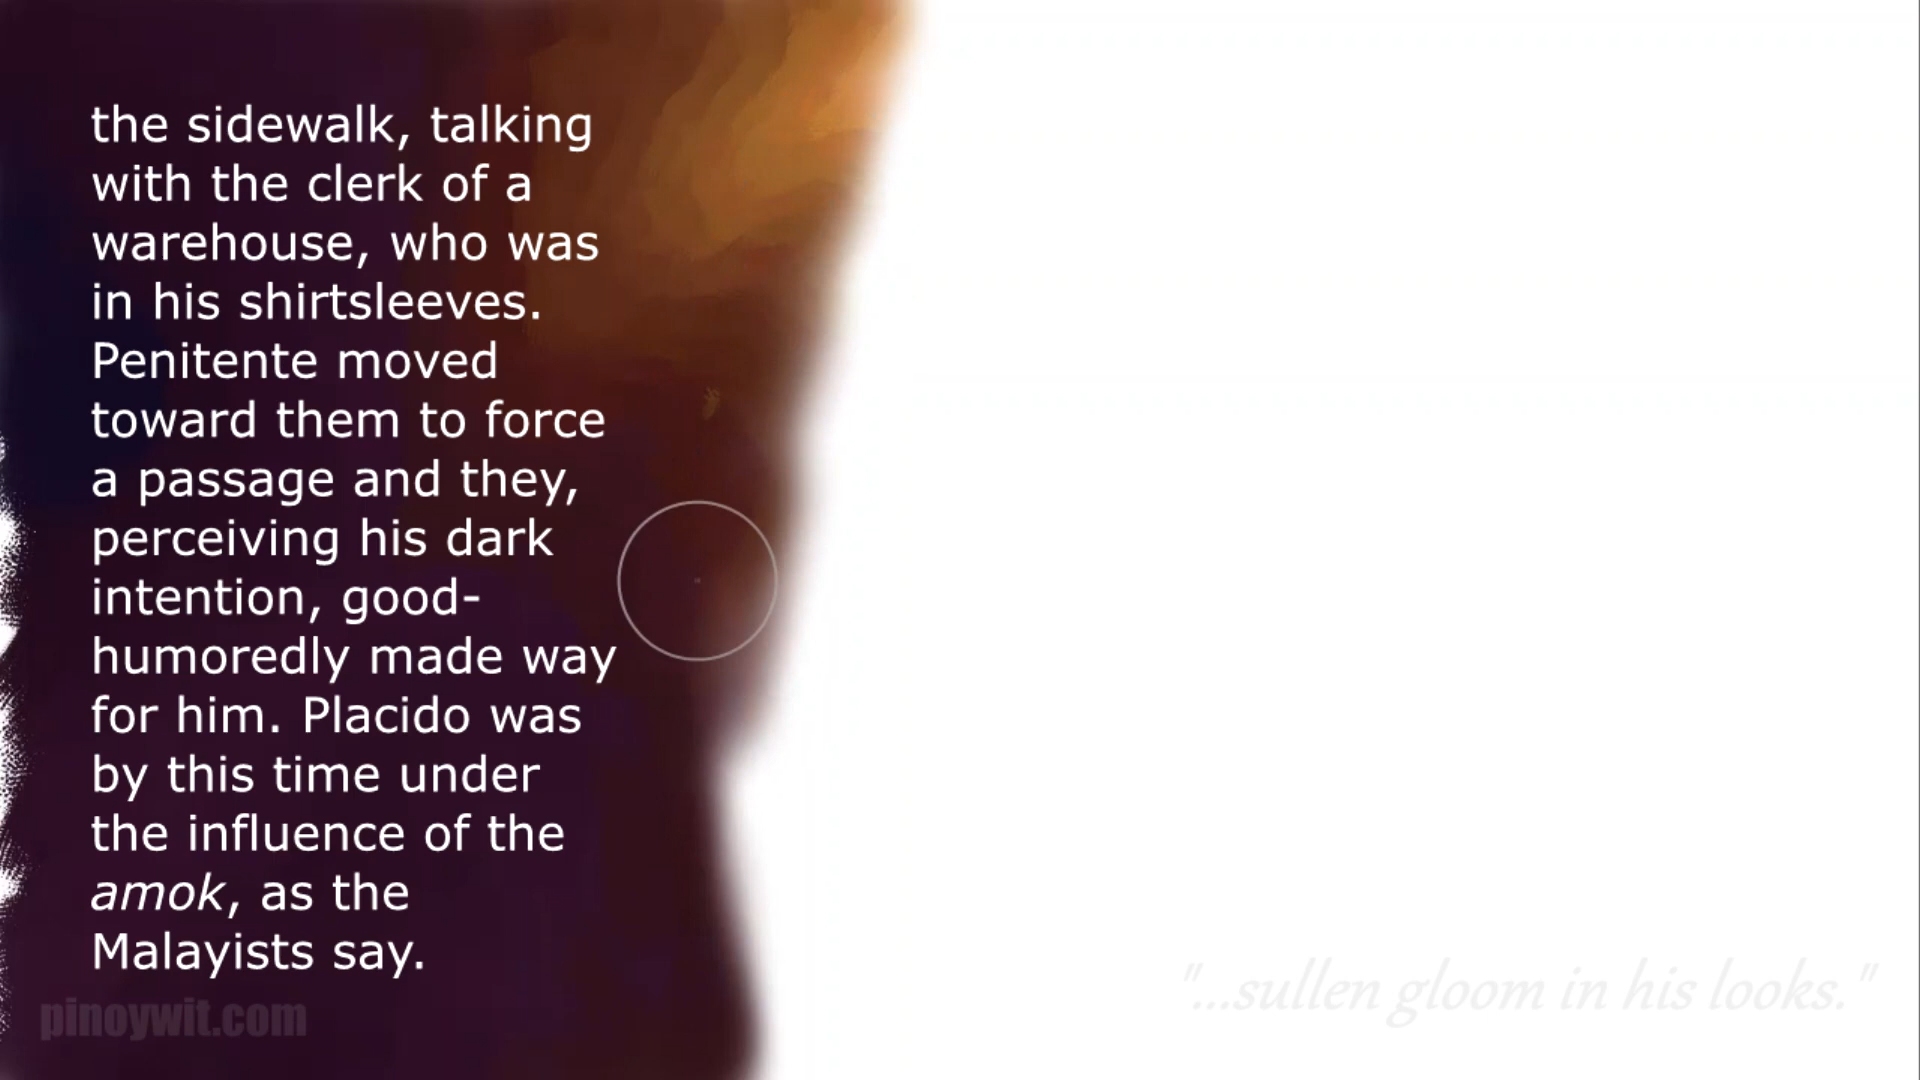 the sidewalk, talking
with the clerk of a
warehouse, who was
in his shirtsleeves.
Penitente moved
toward them to force
a passage and they,
perceiving his dark
intention, good-
humoredly made way
for him. Placido was
by this time under
the influence of the
amok, as the
Malayists say.
pinoywit.com
"...sullen gloom in his looks."